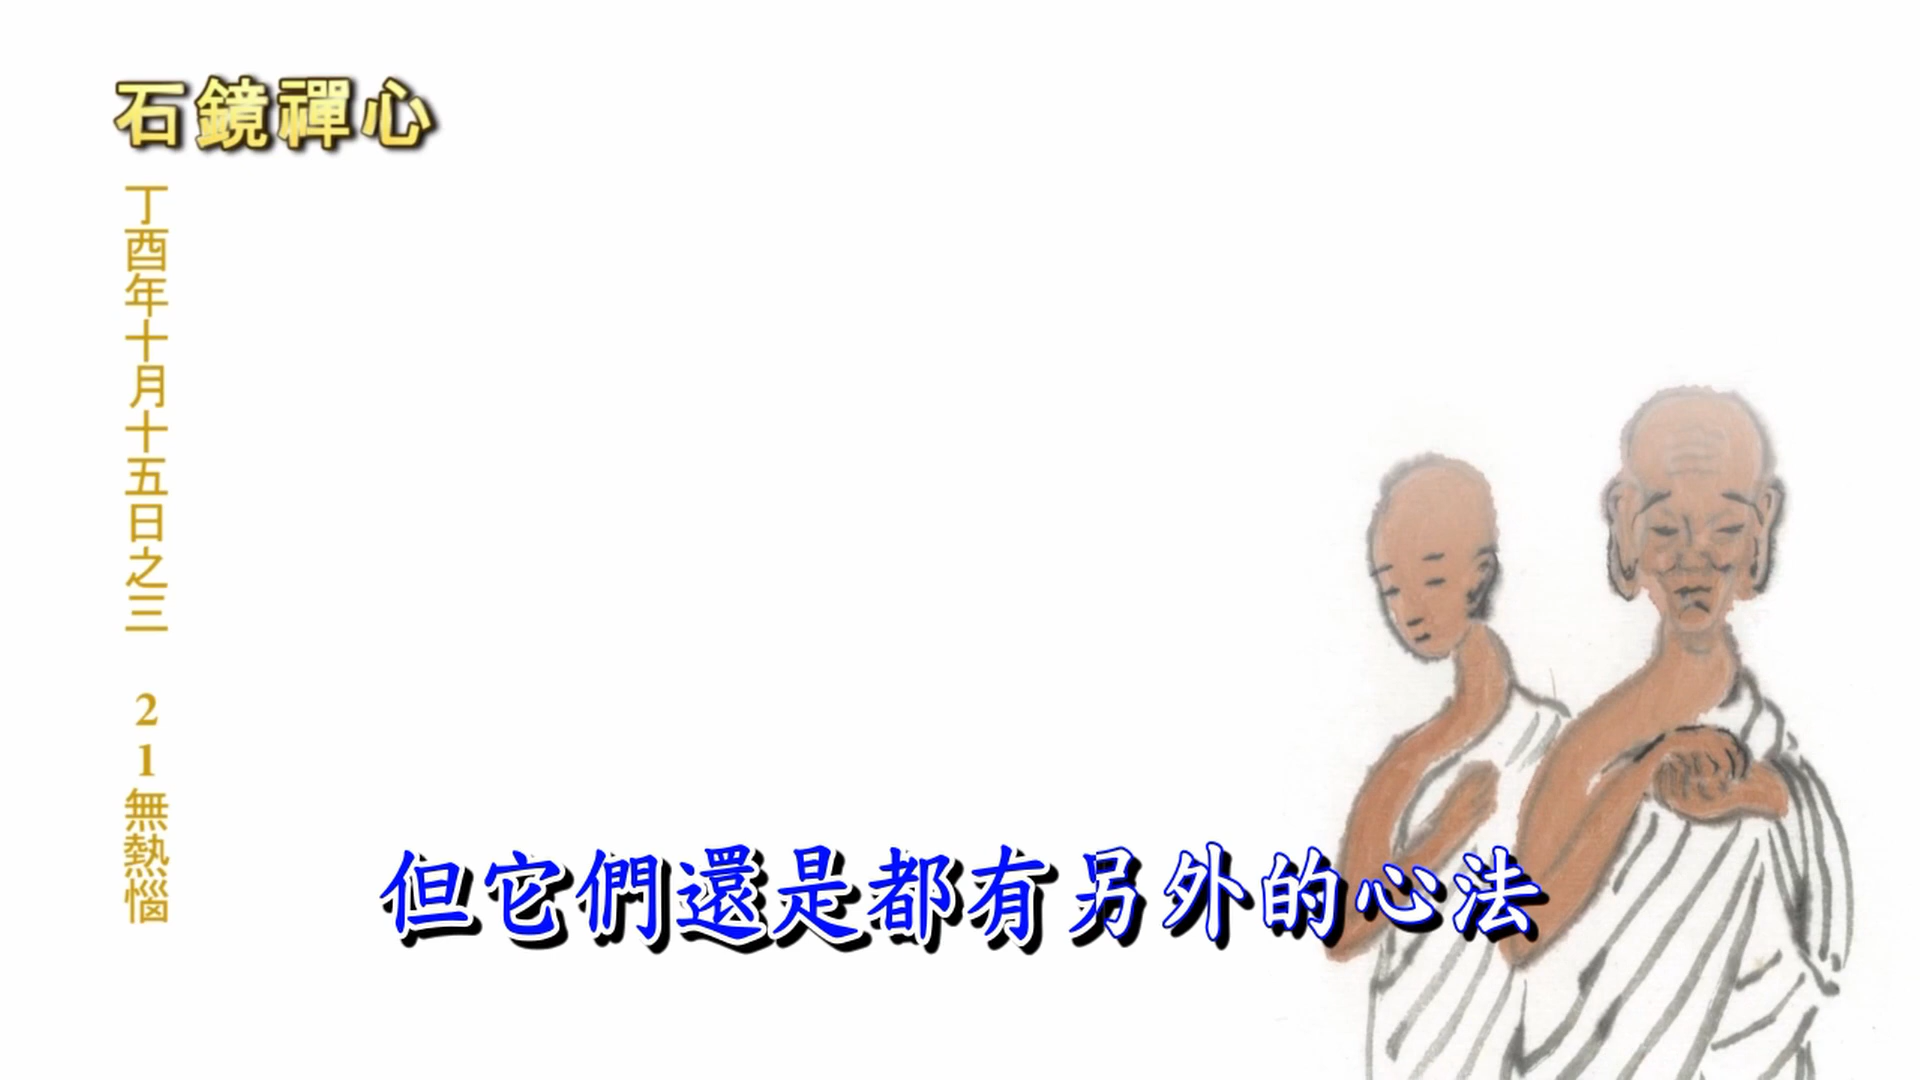 石鏡禪心
丁酉年十月十五日之三 21無熱惱
但它們還是都有另外的心法